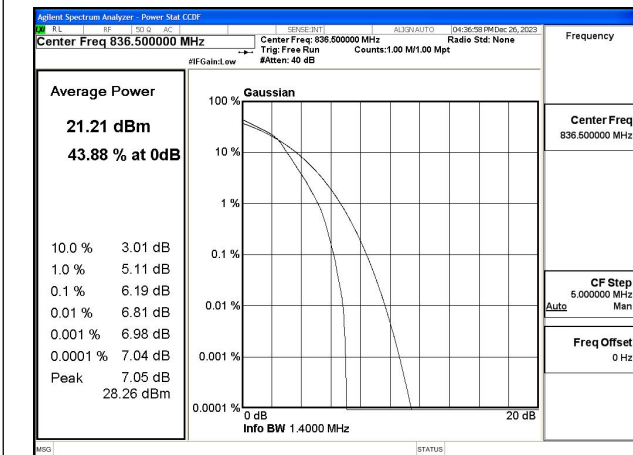 Agilent Spectrum Analyzer - Power Stat CCDF
RL RF 50 Ω AC SENSE:INT ALIGN AUTO 04:36:58 PM Dec 26, 2023
Center Freq 836.500000 MHz
Center Freq: 836.500000 MHz Radio Std: None
Trig: Free Run Counts:1.00 M/1.00 Mpt
#IFGain:Low #Atten: 40 dB
Frequency
Average Power
21.21 dBm
43.88 % at 0dB
10.0 % 3.01 dB
1.0 % 5.11 dB
0.1 % 6.19 dB
0.01 % 6.81 dB
0.001 % 6.98 dB
0.0001 % 7.04 dB
Peak 7.05 dB
28.26 dBm
Gaussian
100 %
10 %
1 %
0.1 %
0.01 %
0.001 %
0.0001 %
0 dB 20 dB
Info BW 1.4000 MHz
Center Freq
836.500000 MHz
CF Step
5.000000 MHz
Auto Man
Freq Offset
0 Hz
MSG STATUS